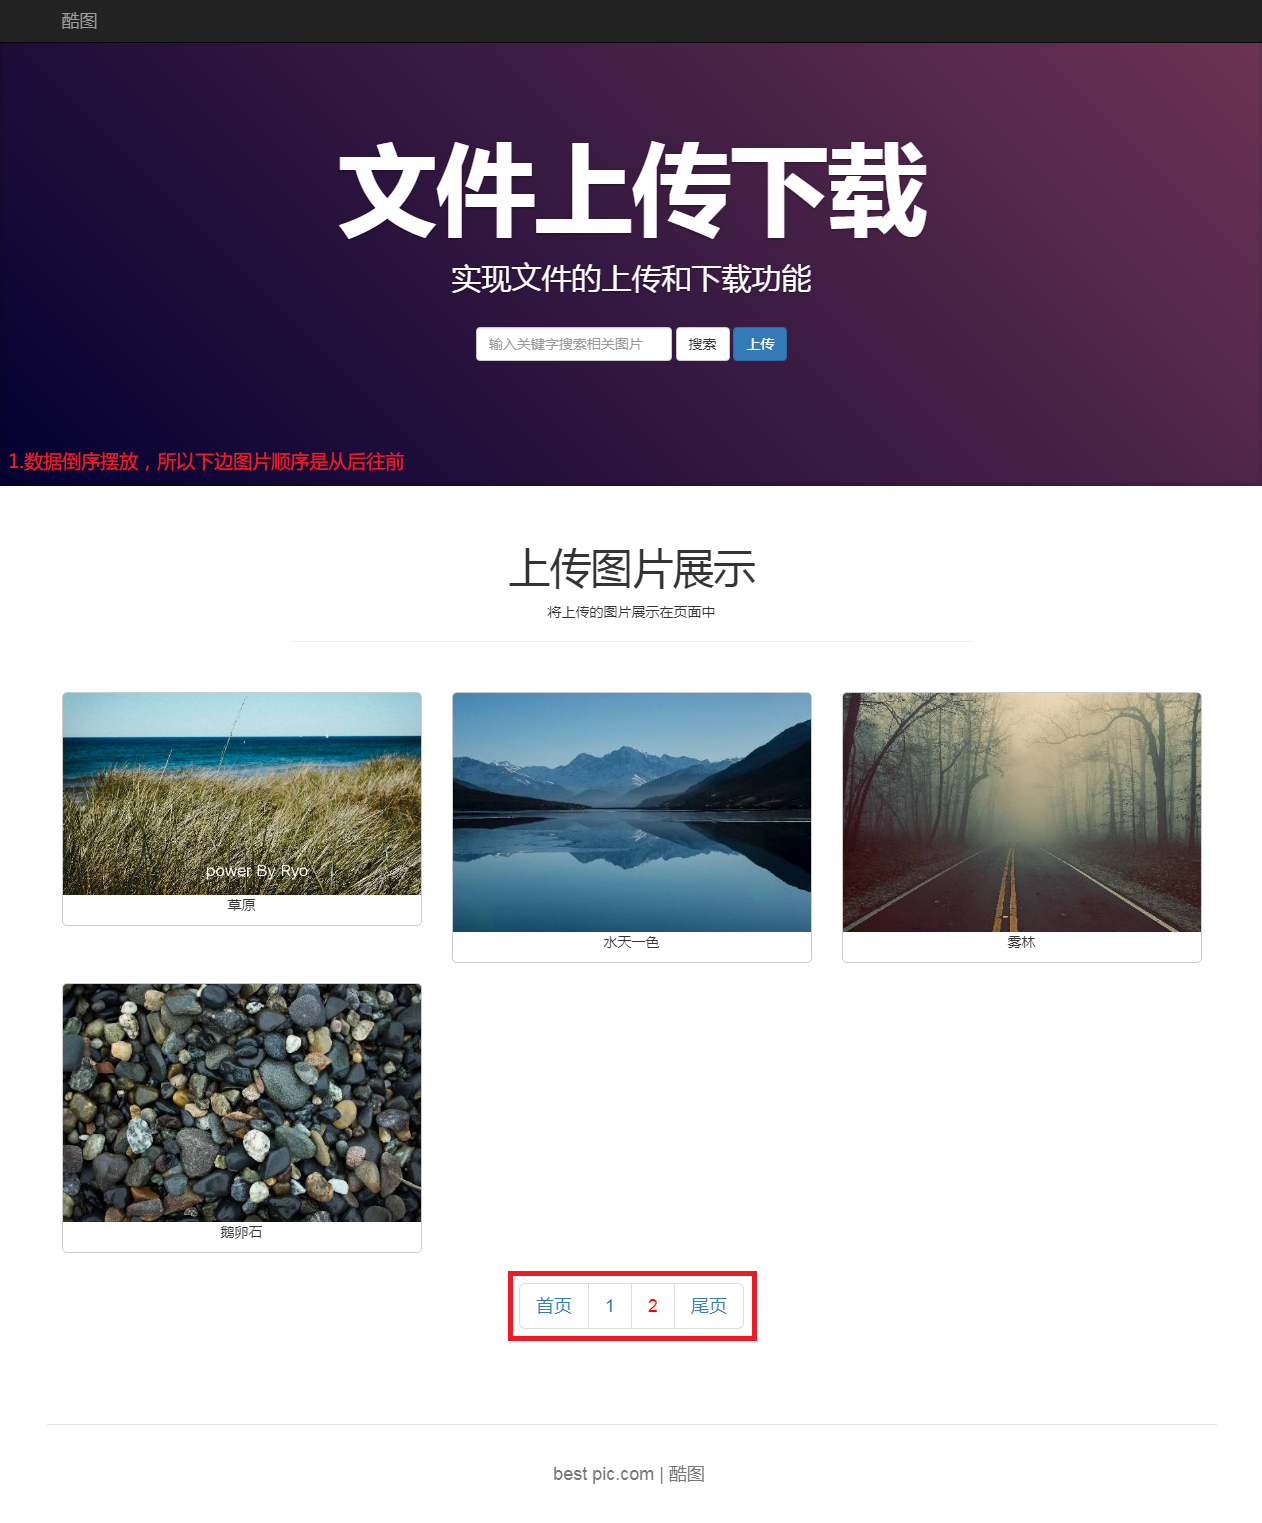 酷图
文件上传下载
实现文件的上传和下载功能
输入关键字搜索相关图片 搜索 上传
1.数据倒序摆放，所以下边图片顺序是从后往前
上传图片展示
将上传的图片展示在页面中
power By Ryo
草原
水天一色
雾林
鹅卵石
首页 1 2 尾页
best pic.com | 酷图